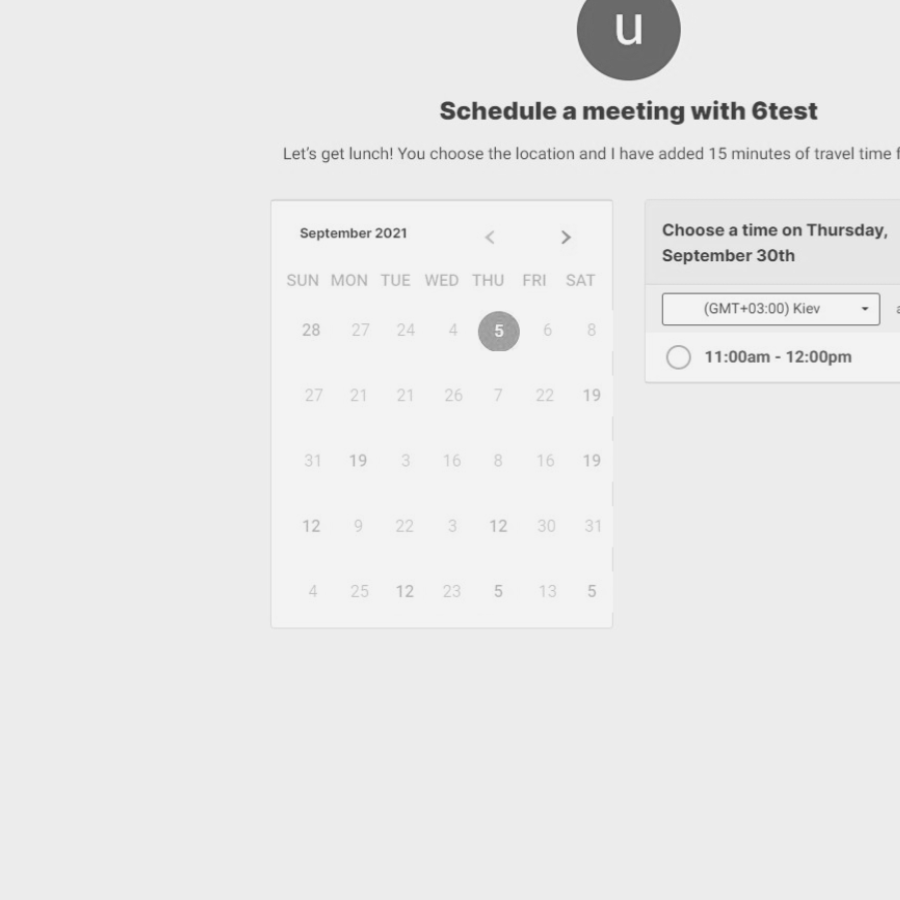 u
Schedule a meeting with 6test
Let's get lunch! You choose the location and I have added 15 minutes of travel time
September 2021
SUN MON TUE WED THU FRI SAT
28 27 24 4 5 6 8
27 21 21 26 7 22 19
31 19 3 16 8 16 19
12 9 22 3 12 30 31
4 25 12 23 5 13 5
Choose a time on Thursday,
September 30th
(GMT+03:00) Kiev
11:00am - 12:00pm